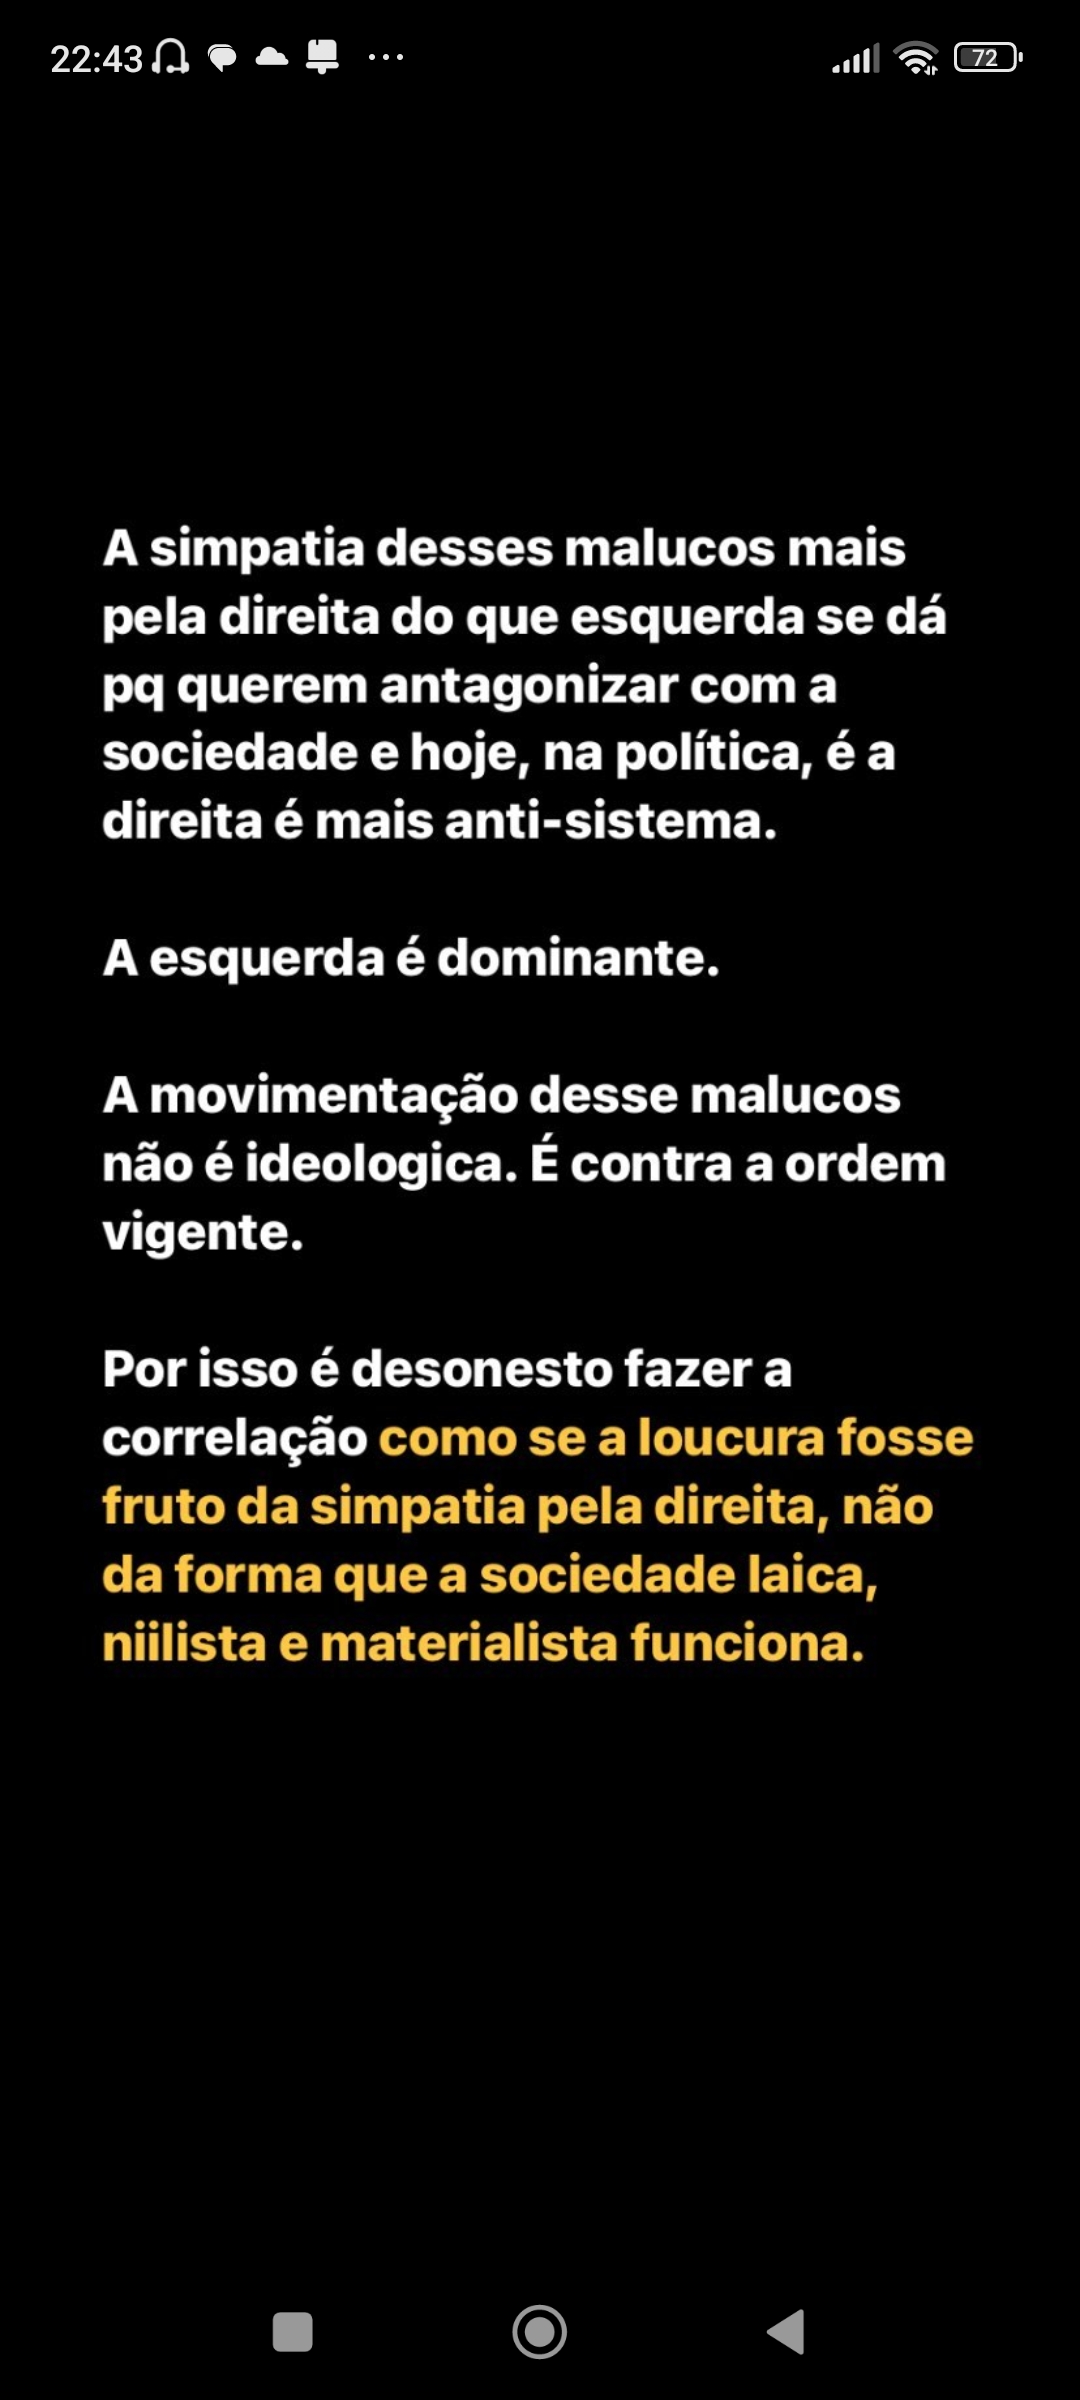 22:43
72
A simpatia desses malucos mais
pela direita do que esquerda se dá
pq querem antagonizar com a
sociedade e hoje, na política, é a
direita é mais anti-sistema.
A esquerda é dominante.
A movimentação desse malucos
não é ideologica. É contra a ordem
vigente.
Por isso é desonesto fazer a
correlação como se a loucura fosse
fruto da simpatia pela direita, não
da forma que a sociedade laica,
niilista e materialista funciona.